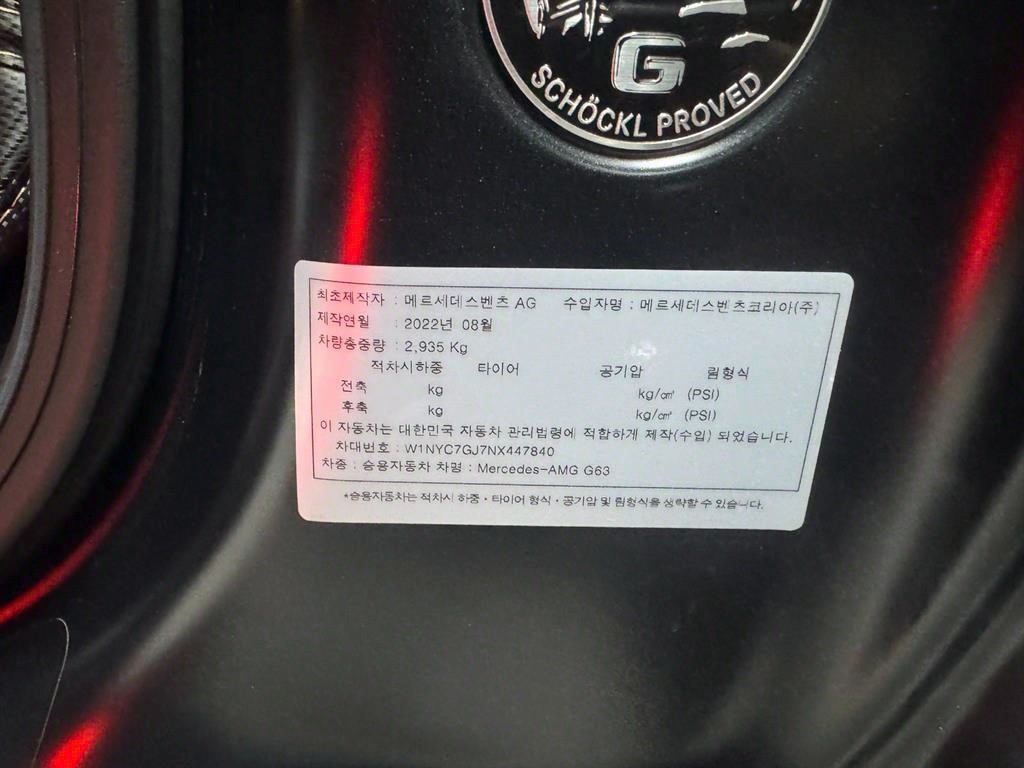 G
SCHÖCKL PROVED
최초제작자 : 메르세데스벤츠 AG 수입자명 : 메르세데스벤츠코리아(주)
제작연월 : 2022년 08월
차량총중량 : 2,935 Kg
적차시하중 타이어 공기압 림형식
전축 kg kg/㎠ (PSI)
후축 kg kg/㎠ (PSI)
이 자동차는 대한민국 자동차 관리법령에 적합하게 제작(수입) 되었습니다.
차대번호 : W1NYC7GJ7NX447840
차종 : 승용자동차 차명 : Mercedes-AMG G63
*승용자동차는 적차시 하중 · 타이어 형식 · 공기압 및 림형식을 생략할 수 있습니다.